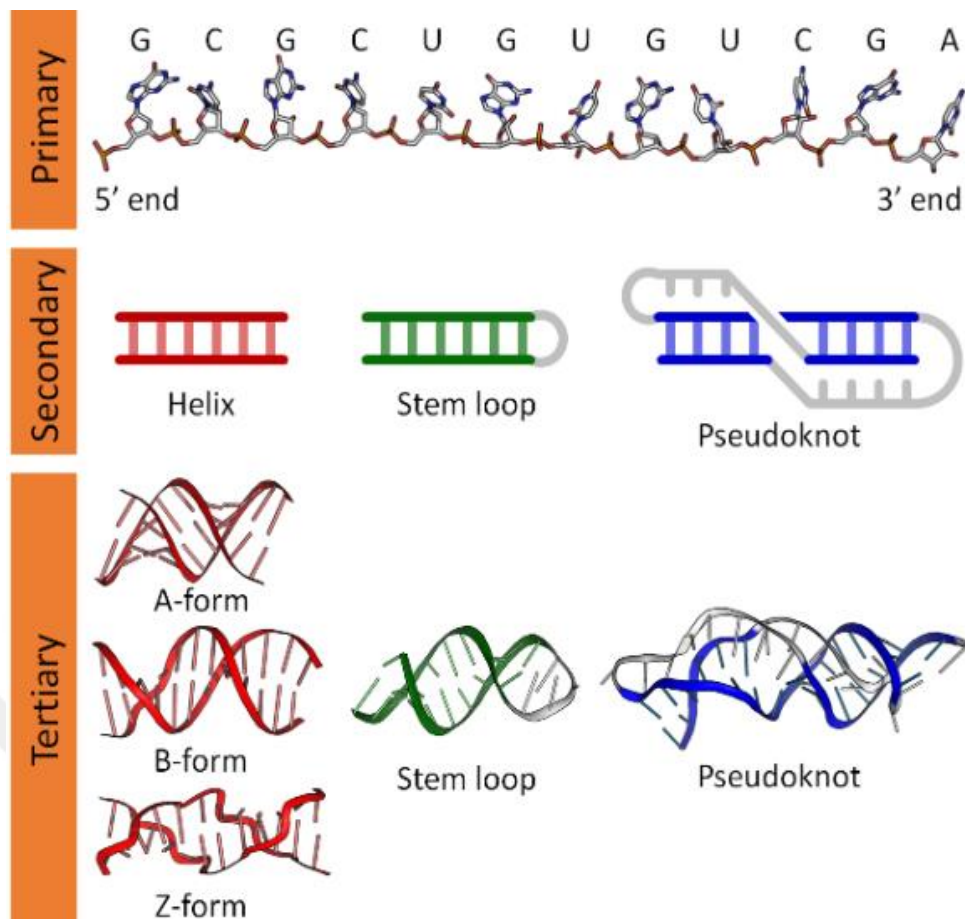 Primary
G C G C U G U G U C G A
5’ end 3’ end
Secondary
Helix
Stem loop
Pseudoknot
Tertiary
A-form
B-form
Z-form
Stem loop
Pseudoknot